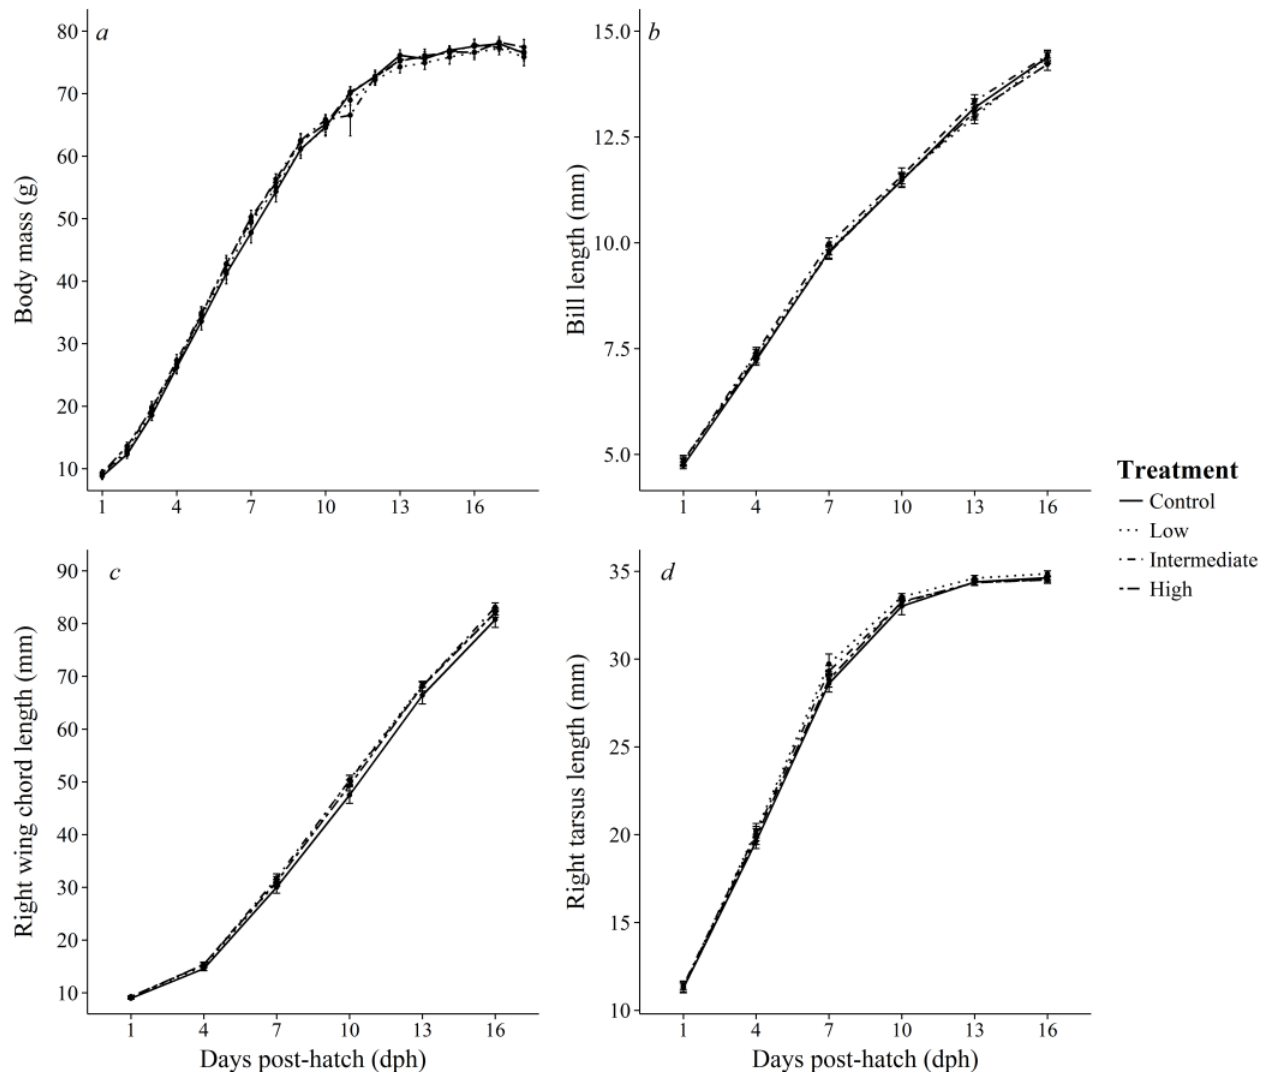 a
80
70
60
50
40
30
20
10
Body mass (g)
1 4 7 10 13 16
b
15.0
12.5
10.0
7.5
5.0
Bill length (mm)
1 4 7 10 13 16
Treatment
Control
Low
Intermediate
High
c
90
80
70
60
50
40
30
20
10
Right wing chord length (mm)
1 4 7 10 13 16
Days post-hatch (dph)
d
35
30
25
20
15
10
Right tarsus length (mm)
1 4 7 10 13 16
Days post-hatch (dph)